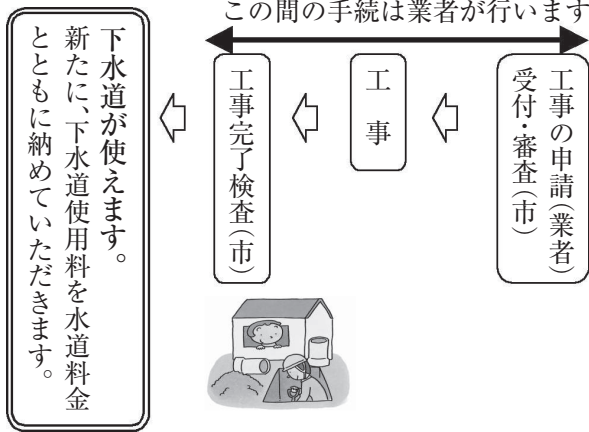 この間の手続は業者が行います
工事の申請(業者)
受付・審査(市)
工事
工事完了検査(市)
下水道が使えます。
新たに、下水道使用料を水道料金
とともに納めていただきます。